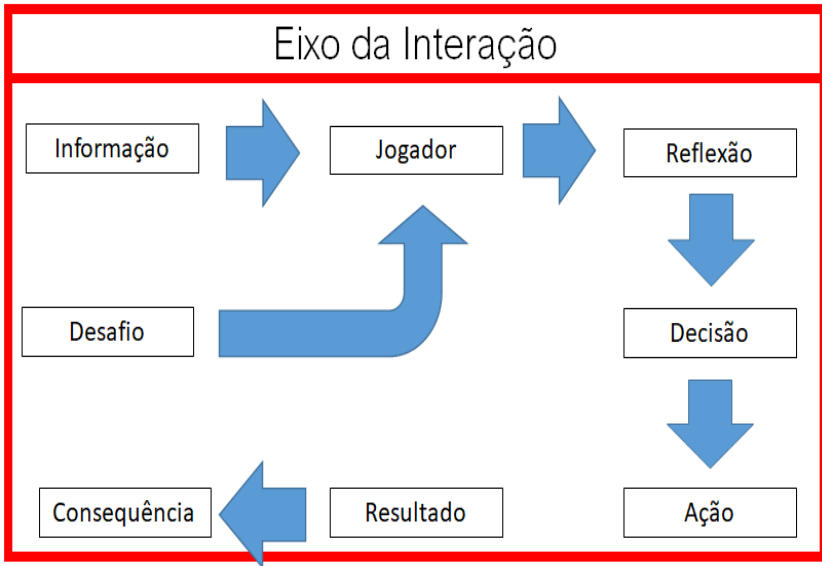 Eixo da Interação
Informação
Jogador
Reflexão
Desafio
Decisão
Consequência
Resultado
Ação